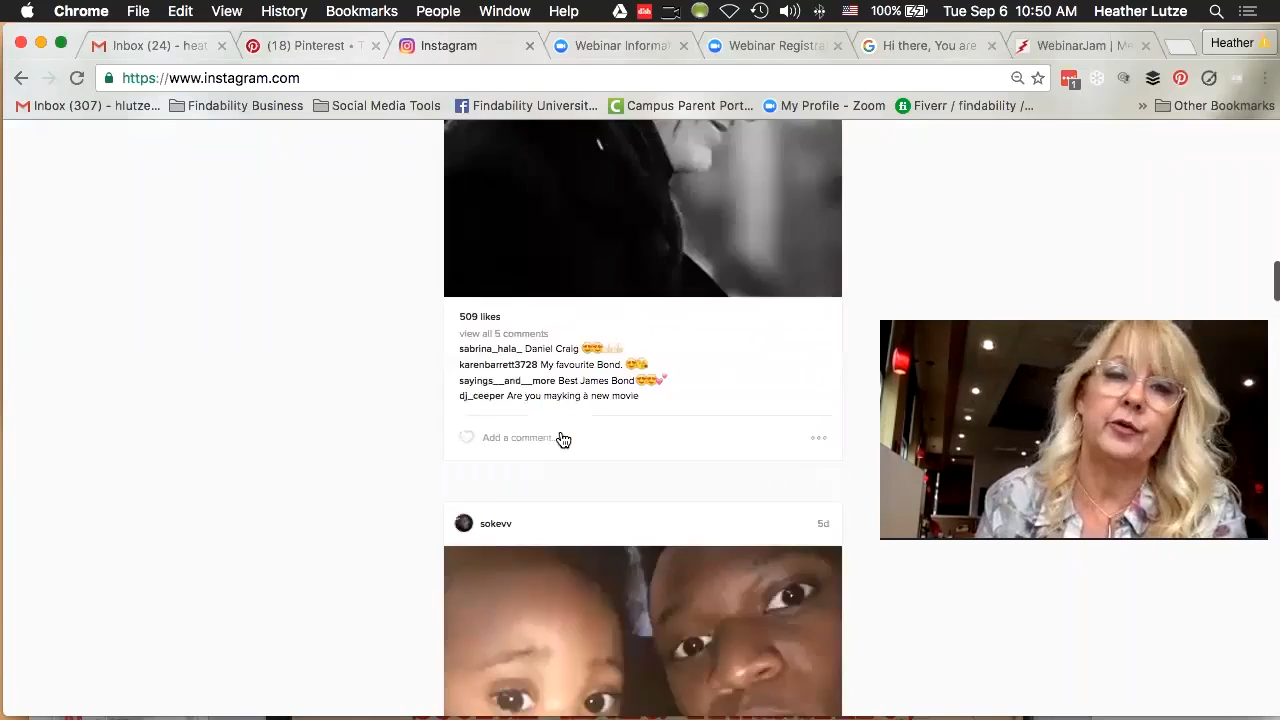 Chrome File Edit View History Bookmarks People Window Help 100% Tue Sep 6 10:50 AM Heather Lutze
Inbox (24) - he
(18) Pinterest • T
Instagram
Webinar Informa
Webinar Regist
Hi there, You are
WebinarJam | M
Heather
https://www.instagram.com
1
Inbox (307) - hlutze...
Findability Business
Social Media Tools
Findability Universit...
Campus Parent Port...
My Profile - Zoom
Fiverr / findability /...
» Other Bookmarks
509 likes
view all 5 comments
sabrina_hala_ Daniel Craig 😍😍👍🏻👍🏻
karenbarrett3728 My favourite Bond. 😍😘
sayings__and__more Best James Bond😍😍💕
dj_ceeper Are you mayking a new movie
Add a comment...
sokevv 5d